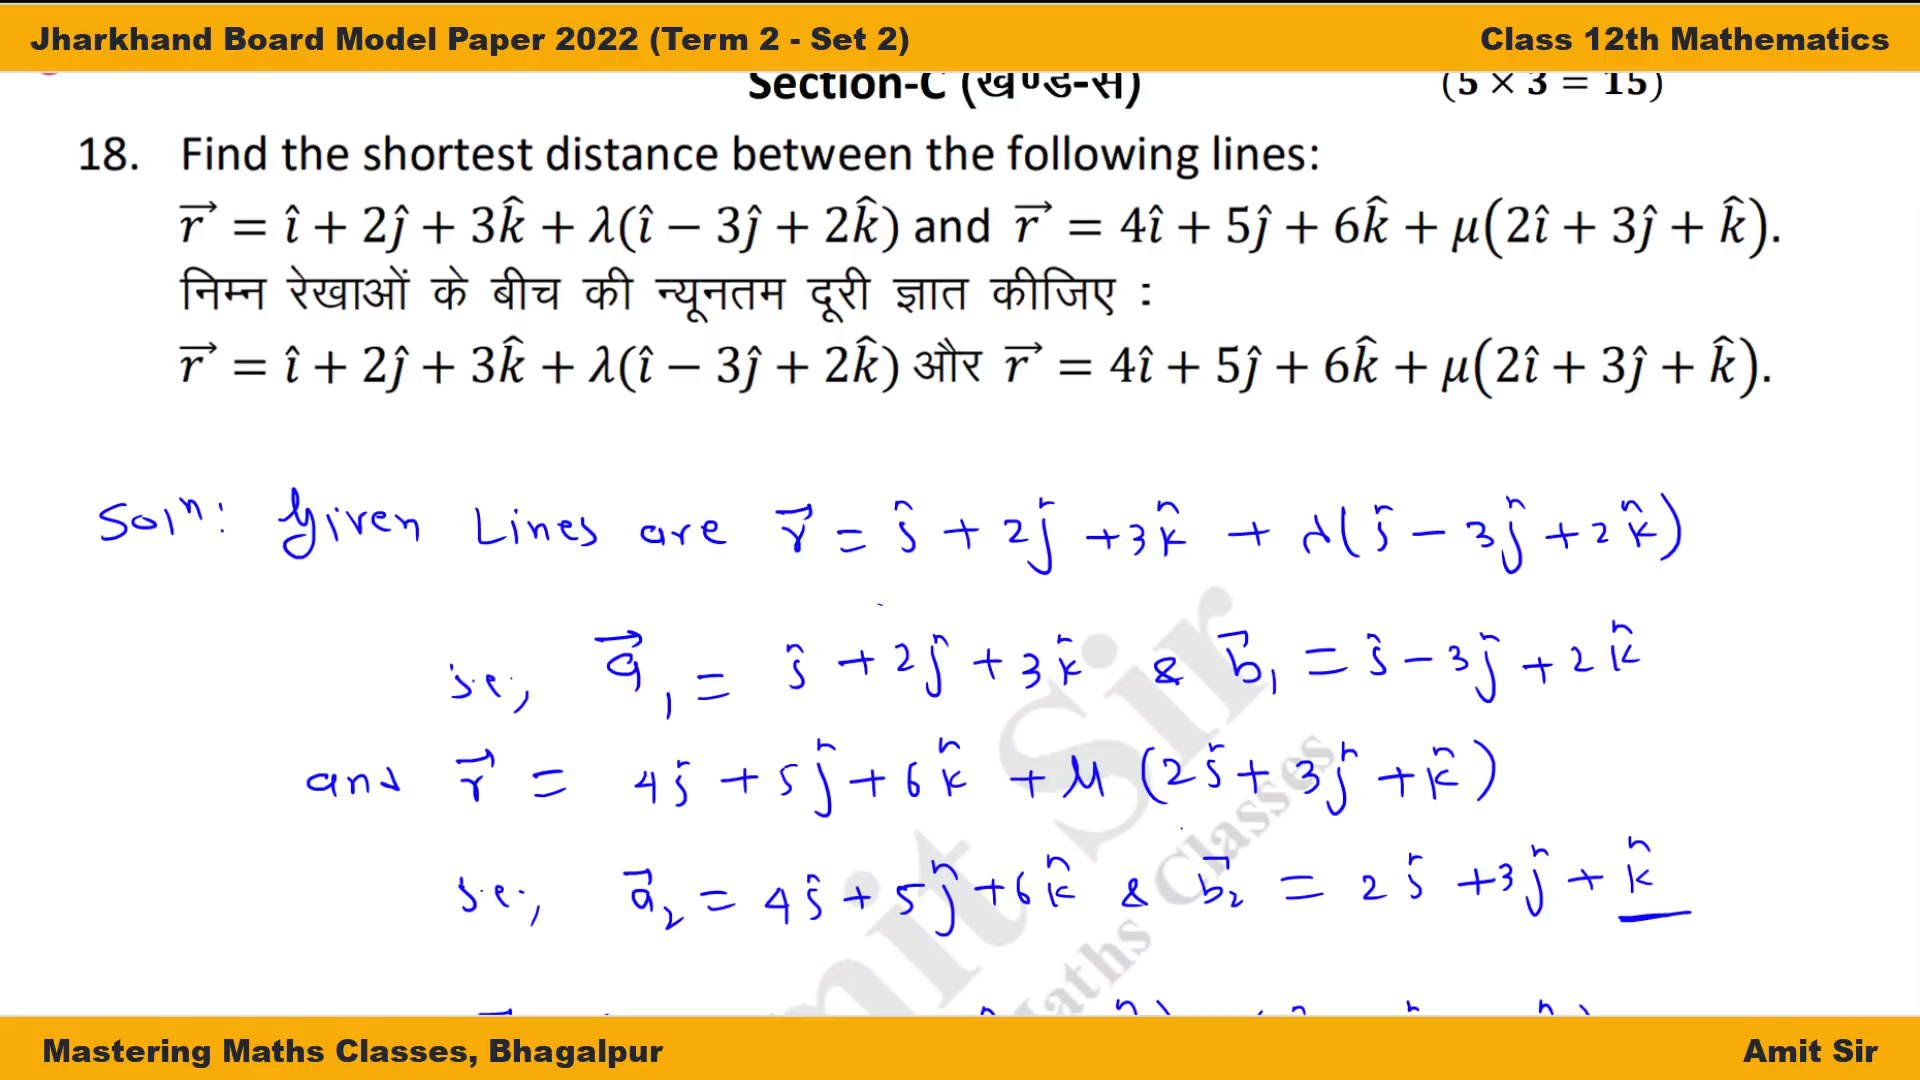 Jharkhand Board Model Paper 2022 (Term 2 - Set 2) Class 12th Mathematics
Section-C (खण्ड-स) (5 × 3 = 15)
18. Find the shortest distance between the following lines:
r⃗ = î + 2ĵ + 3k̂ + λ(î − 3ĵ + 2k̂) and r⃗ = 4î + 5ĵ + 6k̂ + μ(2î + 3ĵ + k̂).
निम्न रेखाओं के बीच की न्यूनतम दूरी ज्ञात कीजिए :
r⃗ = î + 2ĵ + 3k̂ + λ(î − 3ĵ + 2k̂) और r⃗ = 4î + 5ĵ + 6k̂ + μ(2î + 3ĵ + k̂).
Solⁿ: Given Lines are r⃗ = î + 2ĵ + 3k̂ + λ(î − 3ĵ + 2k̂)
i.e., a⃗₁ = î + 2ĵ + 3k̂ & b⃗₁ = î − 3ĵ + 2k̂
and r⃗ = 4î + 5ĵ + 6k̂ + μ(2î + 3ĵ + k̂)
i.e., a⃗₂ = 4î + 5ĵ + 6k̂ & b⃗₂ = 2î + 3ĵ + k̂
mit Sir
Maths Classes
Mastering Maths Classes, Bhagalpur Amit Sir